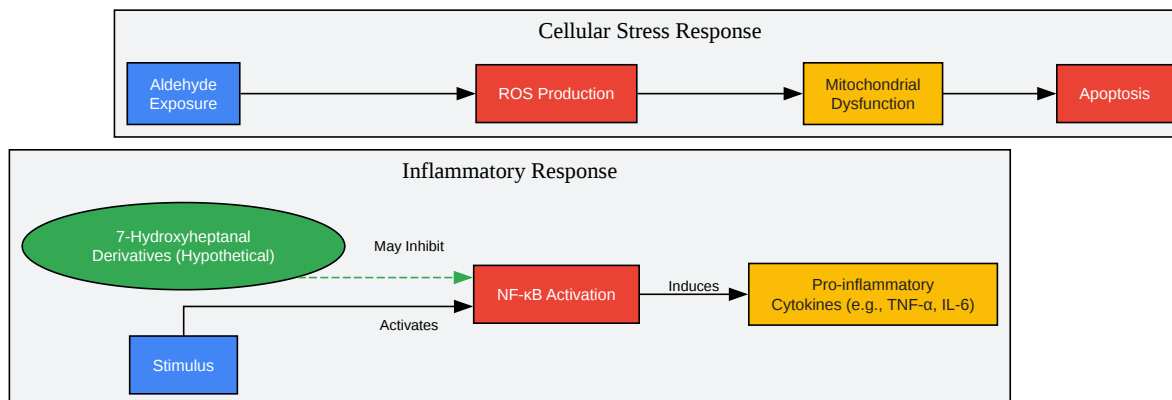 Cellular Stress Response
Aldehyde
Exposure
ROS Production
Mitochondrial
Dysfunction
Apoptosis
Inflammatory Response
7-Hydroxyheptanal
Derivatives (Hypothetical)
May Inhibit
NF-κB Activation
Induces
Pro-inflammatory
Cytokines (e.g., TNF-α, IL-6)
Activates
Stimulus